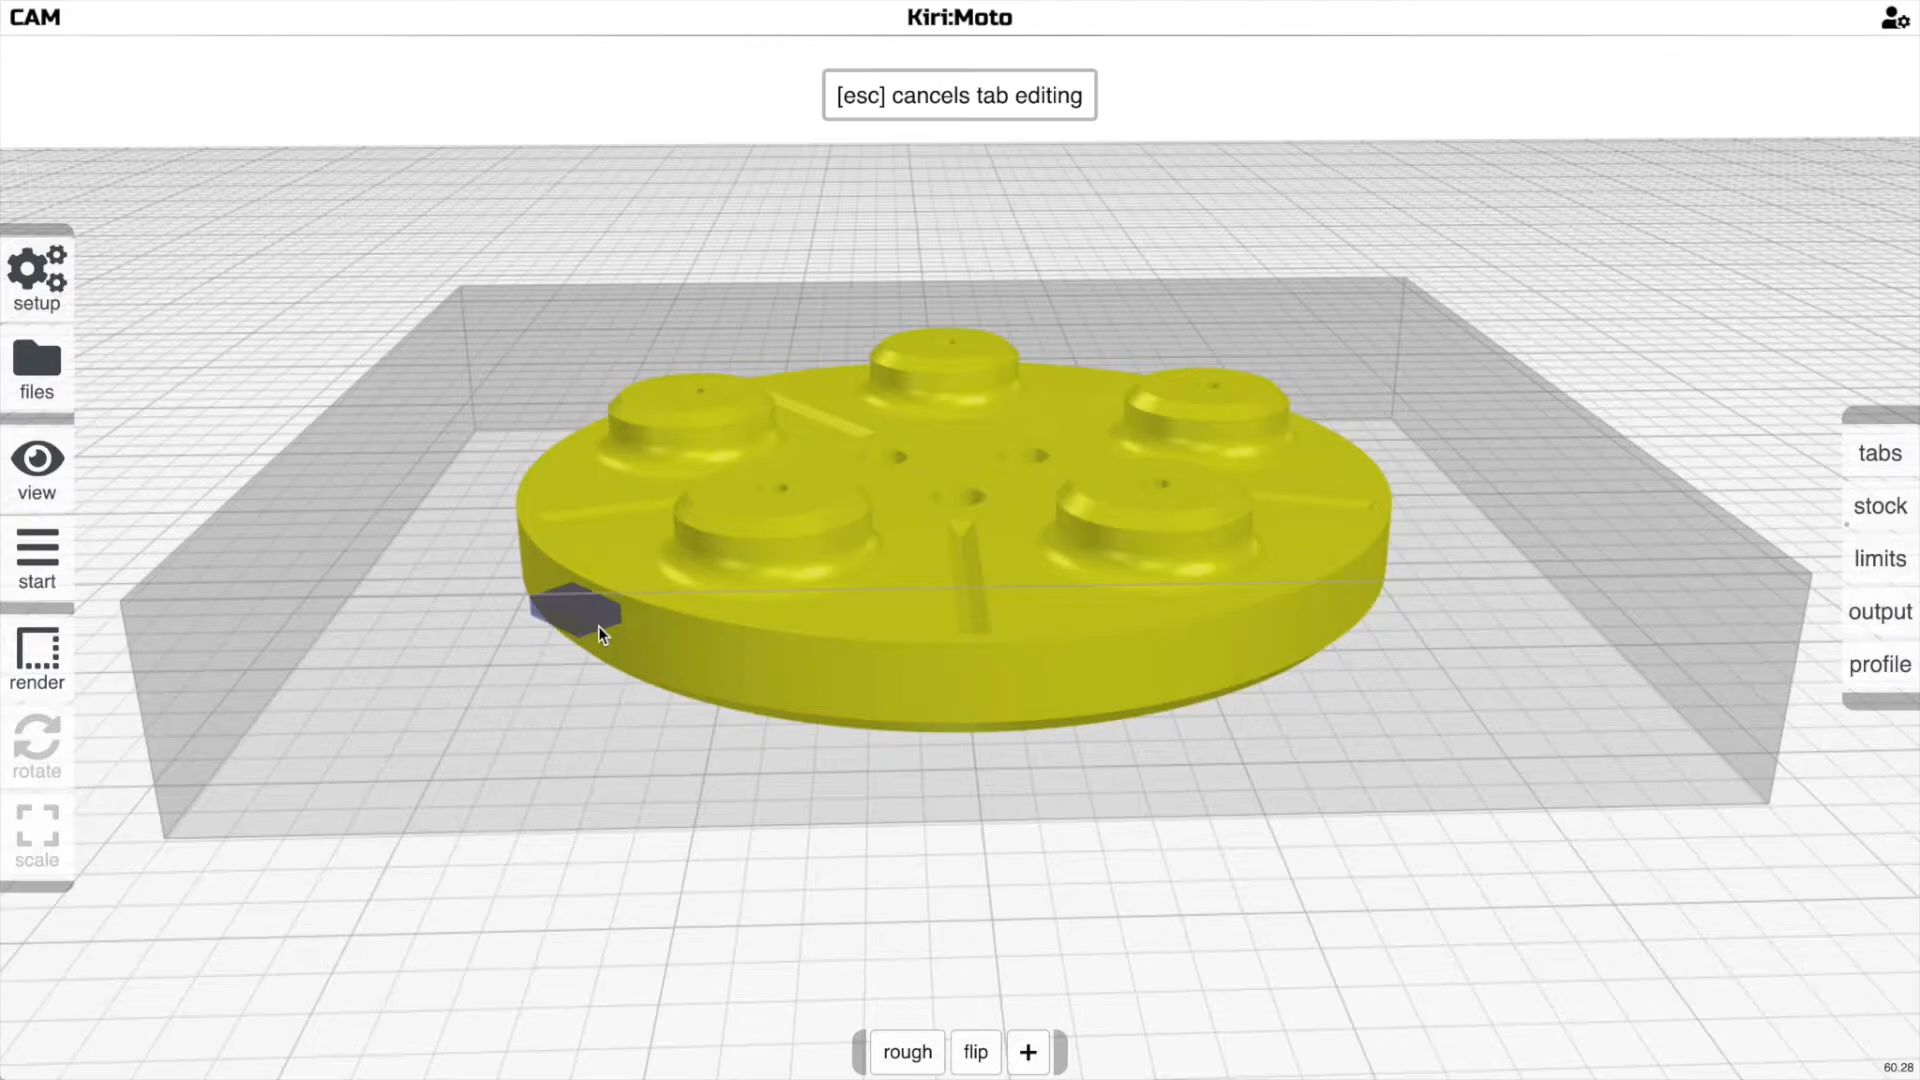 CAM
Kiri:Moto
[esc] cancels tab editing
setup
files
view
start
render
rotate
scale
tabs
stock
limits
output
profile
rough
flip
+
60.28